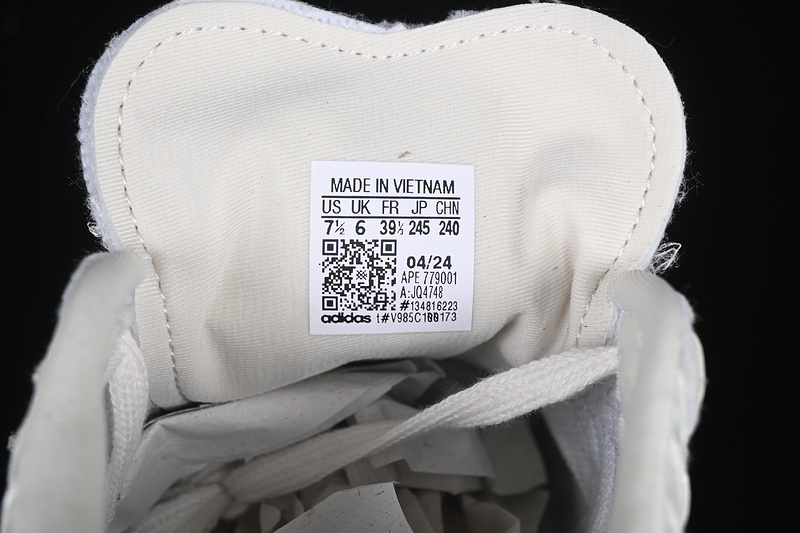 MADE IN VIETNAM
US UK FR JP CHN
7½ 6 39⅓ 245 240
04/24
APE 779001
A:JQ4748
#134816223
adidas t#V985C100173